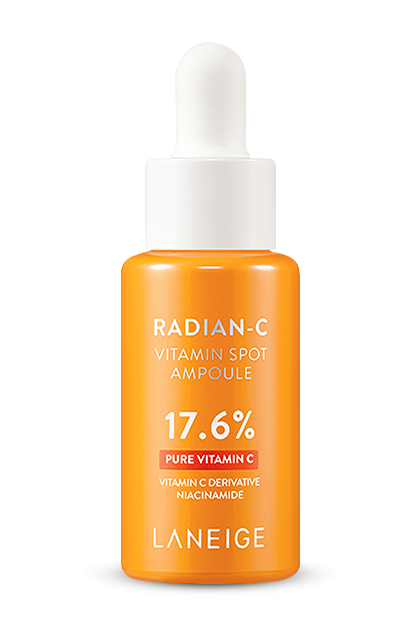 RADIAN-C
VITAMIN SPOT
AMPOULE
17.6%
PURE VITAMIN C
VITAMIN C DERIVATIVE
NIACINAMIDE
LANEIGE